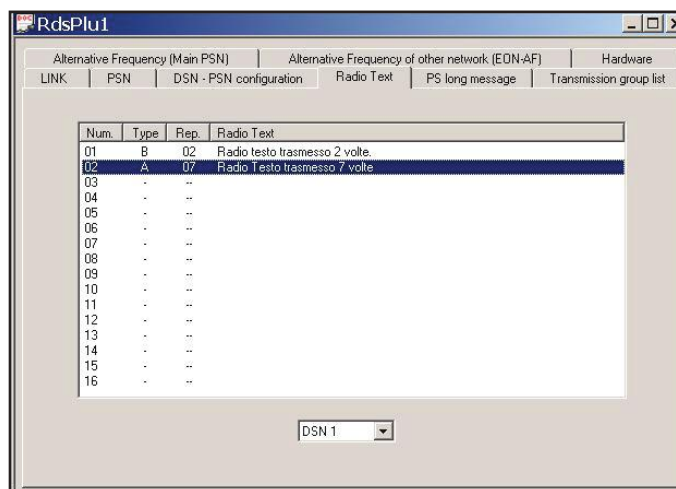 RdsPlu1
Alternative Frequency (Main PSN) Alternative Frequency of other network (EON-AF) Hardware
LINK PSN DSN - PSN configuration Radio Text PS long message Transmission group list
Num. Type Rep. Radio Text
01 B 02 Radio testo trasmesso 2 volte.
02 A 07 Radio Testo trasmesso 7 volte
03 - --
04 - --
05 - --
06 - --
07 - --
08 - --
09 - --
10 - --
11 - --
12 - --
13 - --
14 - --
15 - --
16 - --
DSN 1